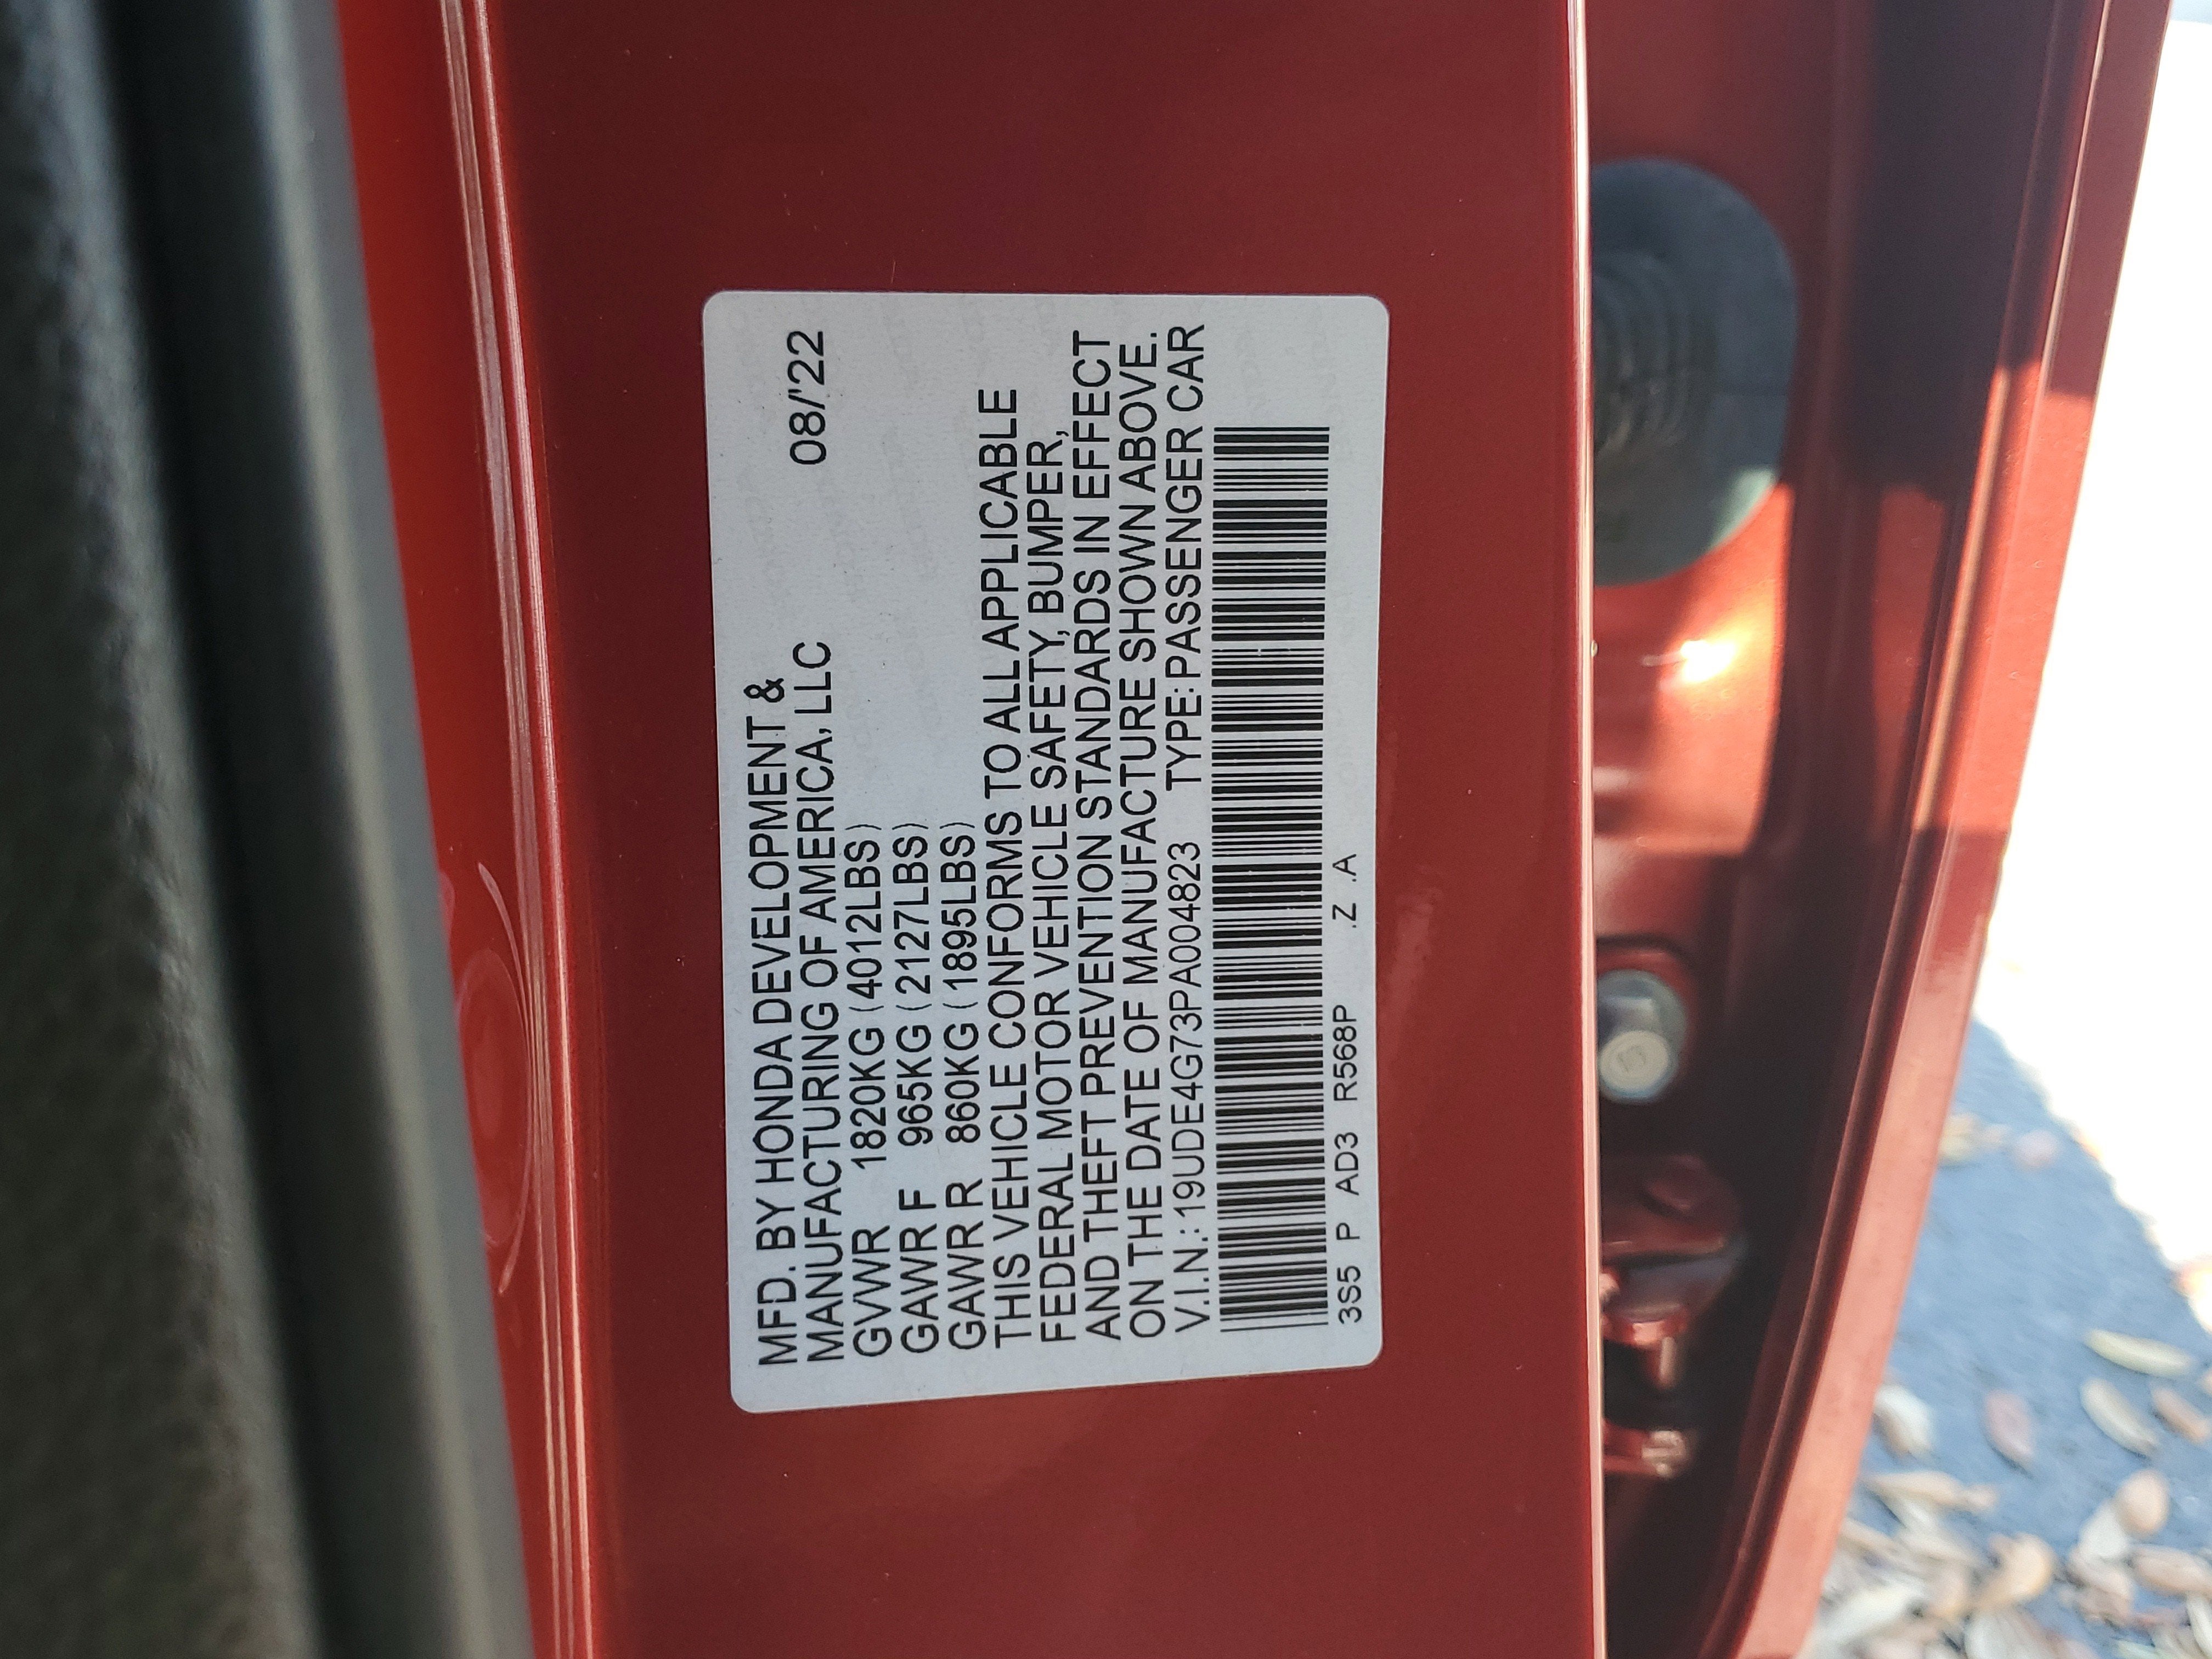 MFD. BY HONDA DEVELOPMENT &
MANUFACTURING OF AMERICA, LLC 08/'22
GVWR 1820KG (4012LBS)
GAWR F 965KG (2127LBS)
GAWR R 860KG (1895LBS)
THIS VEHICLE CONFORMS TO ALL APPLICABLE
FEDERAL MOTOR VEHICLE SAFETY, BUMPER,
AND THEFT PREVENTION STANDARDS IN EFFECT
ON THE DATE OF MANUFACTURE SHOWN ABOVE.
V.I.N.: 19UDE4G73PA004823 TYPE: PASSENGER CAR
3S5 P AD3 R568P .Z .A